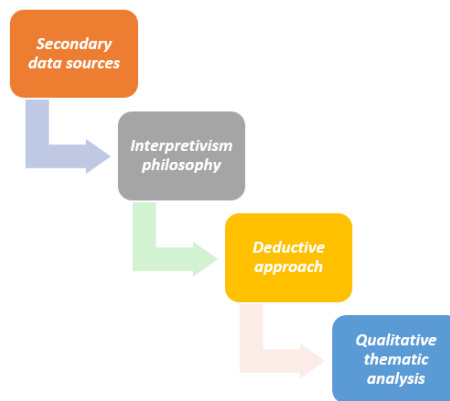 Secondary
data sources
Interpretivism
philosophy
Deductive
approach
Qualitative
thematic
analysis